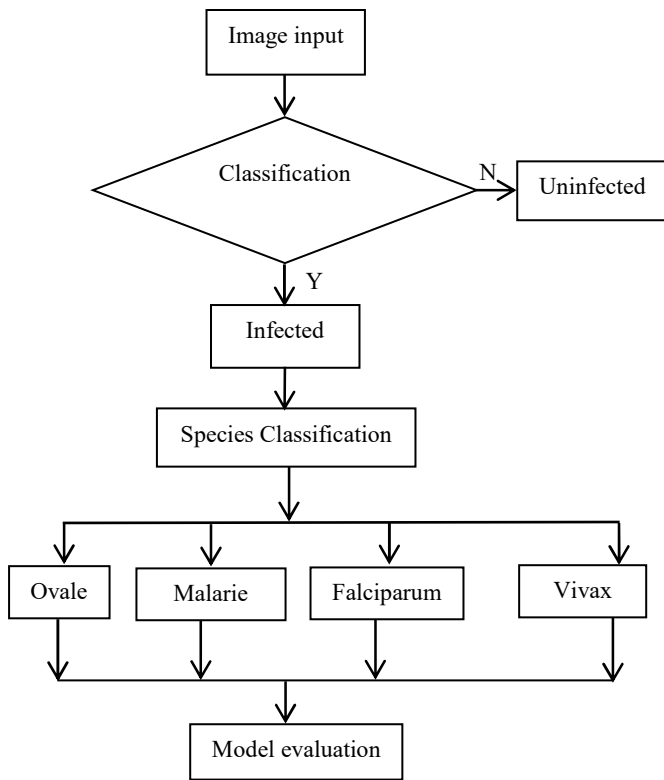 Image input
Classification
N
Uninfected
Y
Infected
Species Classification
Ovale
Malarie
Falciparum
Vivax
Model evaluation